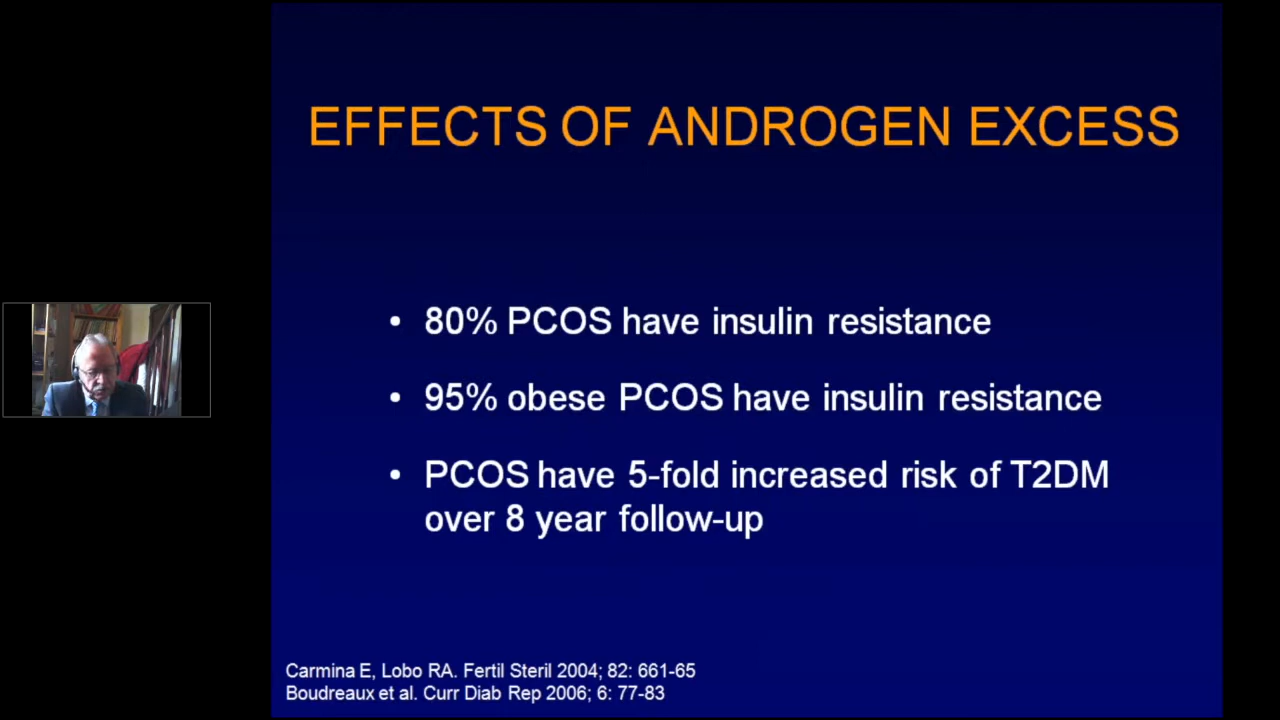 EFFECTS OF ANDROGEN EXCESS
• 80% PCOS have insulin resistance
• 95% obese PCOS have insulin resistance
• PCOS have 5-fold increased risk of T2DM
over 8 year follow-up
Carmina E, Lobo RA. Fertil Steril 2004; 82: 661-65
Boudreaux et al. Curr Diab Rep 2006; 6: 77-83